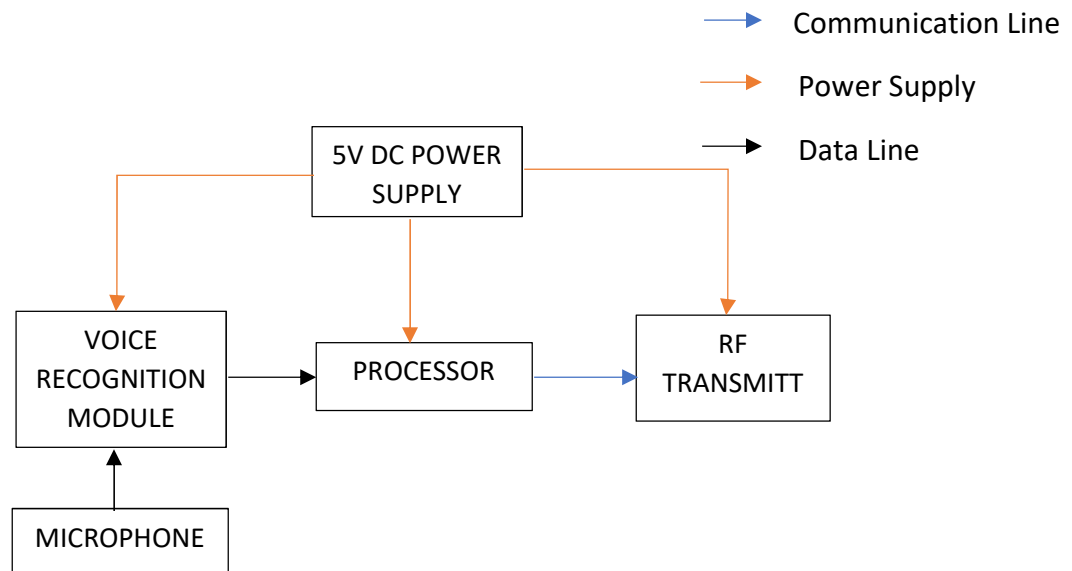 Communication Line
Power Supply
Data Line
5V DC POWER
SUPPLY
VOICE
RECOGNITION
MODULE
PROCESSOR
RF
TRANSMITT
MICROPHONE